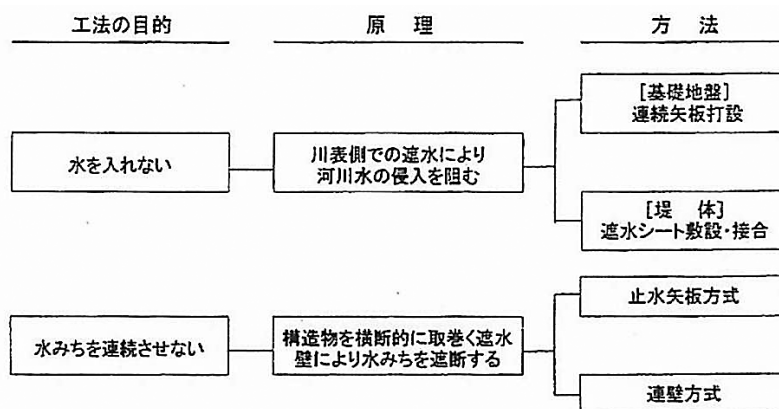 工法の目的
原理
方法
水を入れない
川表側での遮水により
河川水の侵入を阻む
[基礎地盤]
連続矢板打設
[堤 体]
遮水シート敷設・接合
水みちを連続させない
構造物を横断的に取巻く遮水
壁により水みちを遮断する
止水矢板方式
連壁方式